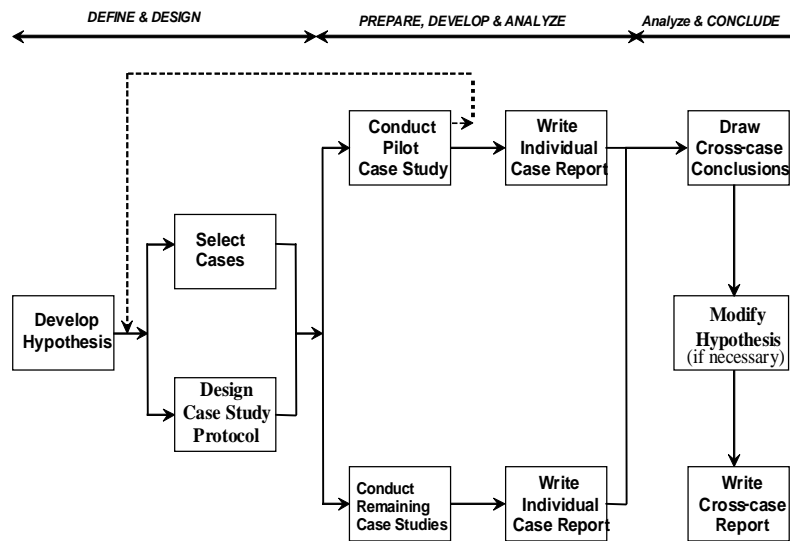 DEFINE & DESIGN
PREPARE, DEVELOP & ANALYZE
Analyze & CONCLUDE
Conduct
Pilot
Case Study
Write
Individual
Case Report
Draw
Cross-case
Conclusions
Select
Cases
Develop
Hypothesis
Modify
Hypothesis
(if necessary)
Design
Case Study
Protocol
Conduct
Remaining
Case Studies
Write
Individual
Case Report
Write
Cross-case
Report